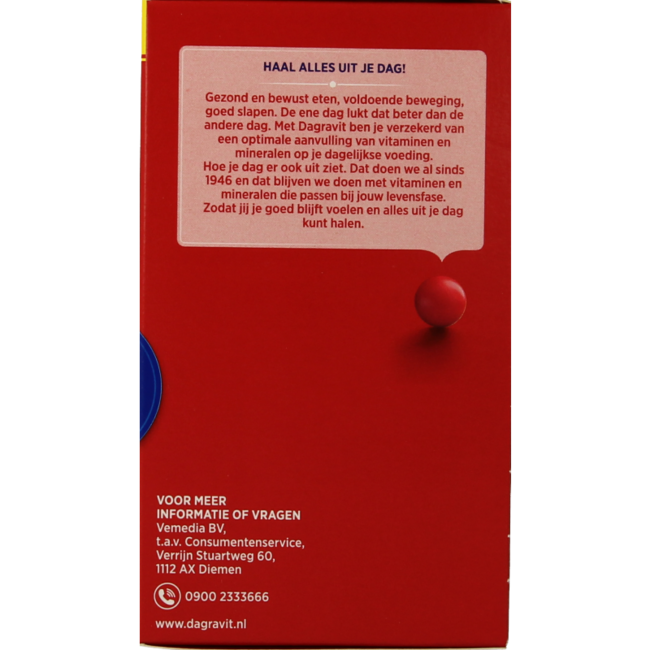 HAAL ALLES UIT JE DAG!
Gezond en bewust eten, voldoende beweging,
goed slapen. De ene dag lukt dat beter dan de
andere dag. Met Dagravit ben je verzekerd van
een optimale aanvulling van vitaminen en
mineralen op je dagelijkse voeding.
Hoe je dag er ook uit ziet. Dat doen we al sinds
1946 en dat blijven we doen met vitaminen en
mineralen die passen bij jouw levensfase.
Zodat jij je goed blijft voelen en alles uit je dag
kunt halen.
VOOR MEER
INFORMATIE OF VRAGEN
Vemedia BV,
t.a.v. Consumentenservice,
Verrijn Stuartweg 60,
1112 AX Diemen
0900 2333666
www.dagravit.nl